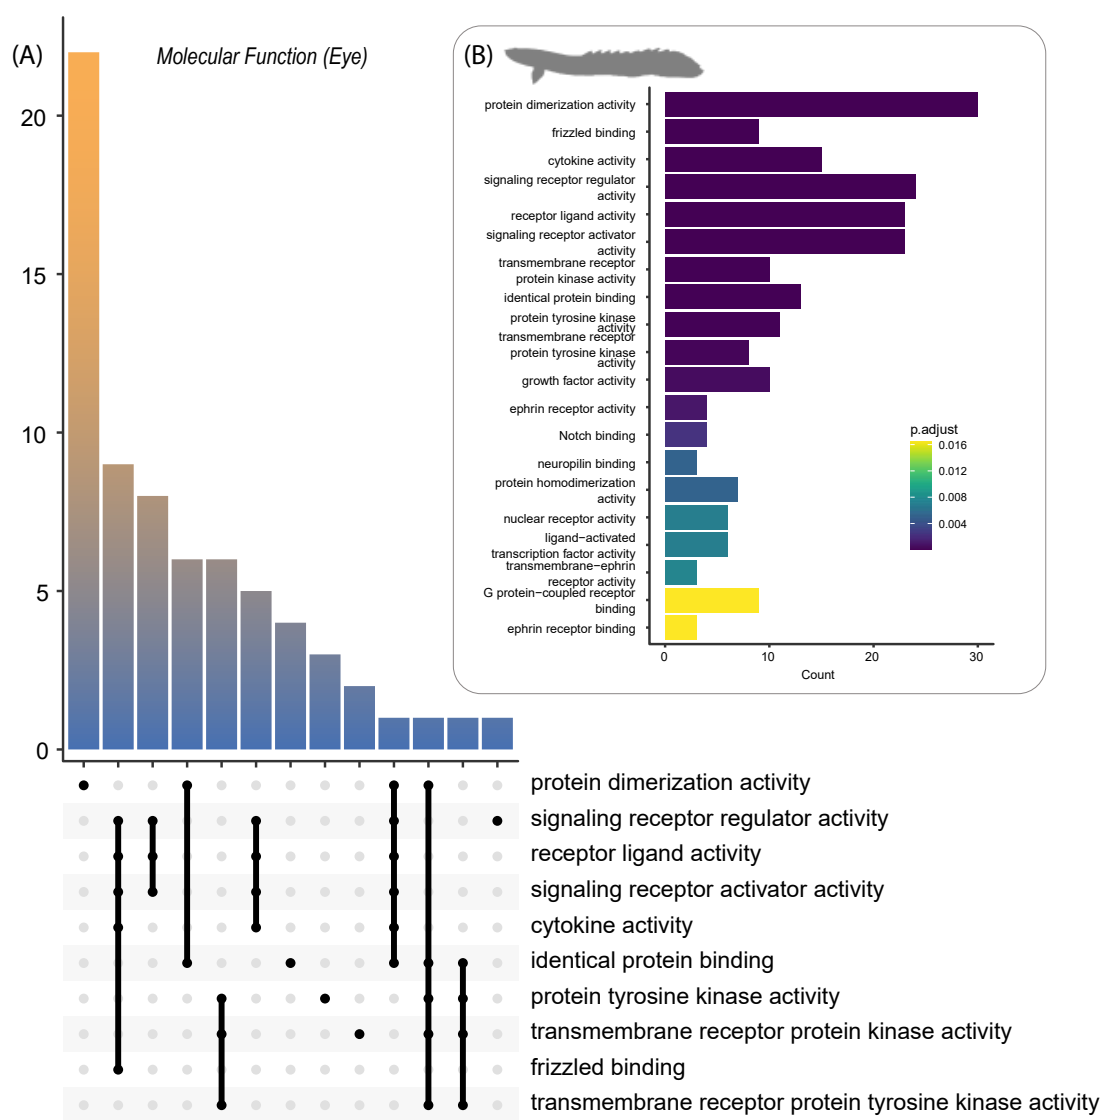 (A)
Molecular Function (Eye)
20
15
10
5
0
(B)
protein dimerization activity
frizzled binding
cytokine activity
signaling receptor regulator
activity
receptor ligand activity
signaling receptor activator
activity
transmembrane receptor
protein kinase activity
identical protein binding
protein tyrosine kinase
activity
transmembrane receptor
protein tyrosine kinase
activity
growth factor activity
ephrin receptor activity
Notch binding
neuropilin binding
protein homodimerization
activity
nuclear receptor activity
ligand−activated
transcription factor activity
transmembrane−ephrin
receptor activity
G protein−coupled receptor
binding
ephrin receptor binding
0 10 20 30
Count
p.adjust
0.016
0.012
0.008
0.004
protein dimerization activity
signaling receptor regulator activity
receptor ligand activity
signaling receptor activator activity
cytokine activity
identical protein binding
protein tyrosine kinase activity
transmembrane receptor protein kinase activity
frizzled binding
transmembrane receptor protein tyrosine kinase activity